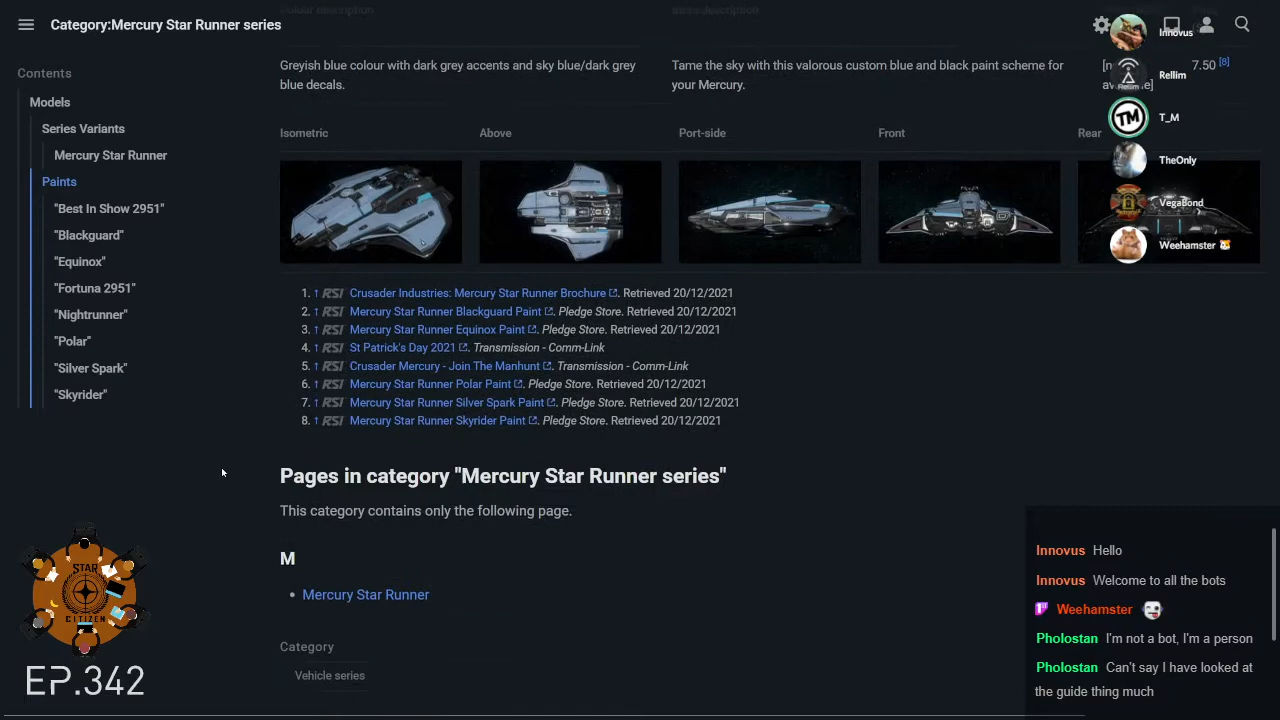 Category:Mercury Star Runner series
Innovus
Contents
Models
Series Variants
Mercury Star Runner
Paints
"Best In Show 2951"
"Blackguard"
"Equinox"
"Fortuna 2951"
"Nightrunner"
"Polar"
"Silver Spark"
"Skyrider"
Greyish blue colour with dark grey accents and sky blue/dark grey
blue decals.
Tame the sky with this valorous custom blue and black paint scheme for
your Mercury.
7.50 [8]
Rellim
T_M
TheOnly
VegaBond
Weehamster 🐹
Isometric
Above
Port-side
Front
Rear
1. ↑ RSI Crusader Industries: Mercury Star Runner Brochure. Retrieved 20/12/2021
2. ↑ RSI Mercury Star Runner Blackguard Paint. Pledge Store. Retrieved 20/12/2021
3. ↑ RSI Mercury Star Runner Equinox Paint. Pledge Store. Retrieved 20/12/2021
4. ↑ RSI St Patrick's Day 2021. Transmission - Comm-Link
5. ↑ RSI Crusader Mercury - Join The Manhunt. Transmission - Comm-Link
6. ↑ RSI Mercury Star Runner Polar Paint. Pledge Store. Retrieved 20/12/2021
7. ↑ RSI Mercury Star Runner Silver Spark Paint. Pledge Store. Retrieved 20/12/2021
8. ↑ RSI Mercury Star Runner Skyrider Paint. Pledge Store. Retrieved 20/12/2021
Pages in category "Mercury Star Runner series"
This category contains only the following page.
M
• Mercury Star Runner
Category
Vehicle series
STAR
CITIZEN
EP.342
Innovus Hello
Innovus Welcome to all the bots
Weehamster
Pholostan I'm not a bot, I'm a person
Pholostan Can't say I have looked at
the guide thing much